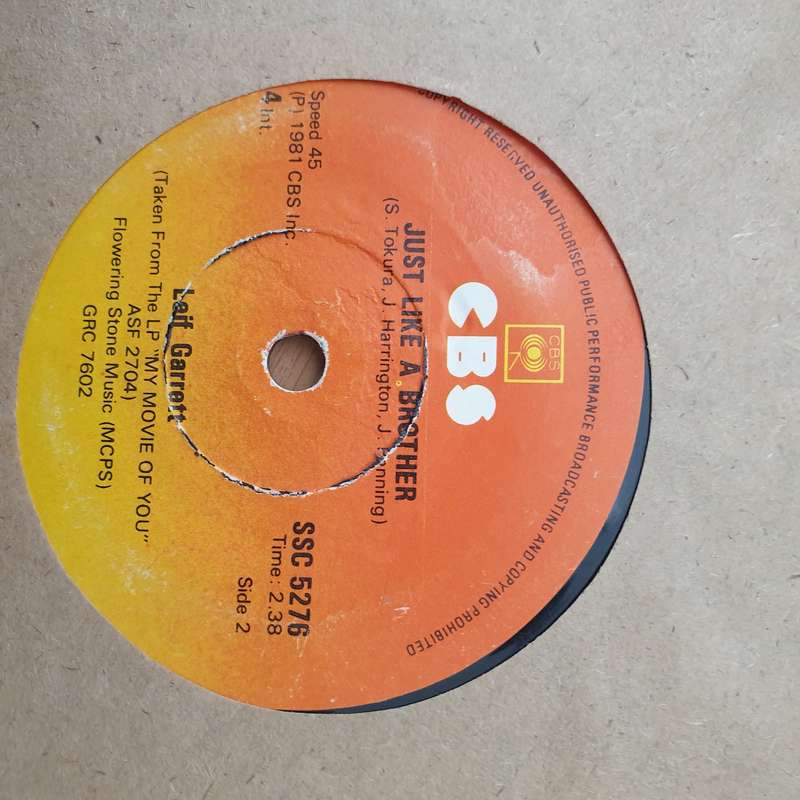 COPYRIGHT RESERVED UNAUTHORISED PUBLIC PERFORMANCE BROADCASTING AND COPYING PROHIBITED
CBS
CBS
JUST LIKE A BROTHER
(S. Tokura, J. Harrington, J. Penning)
Speed 45
(P) 1981 CBS Inc.
4 Int.
SSC 5276
Time: 2.38
Side 2
Leif Garrett
(Taken From The LP "MY MOVIE OF YOU"
ASF 2704)
Flowering Stone Music (MCPS)
GRC 7602